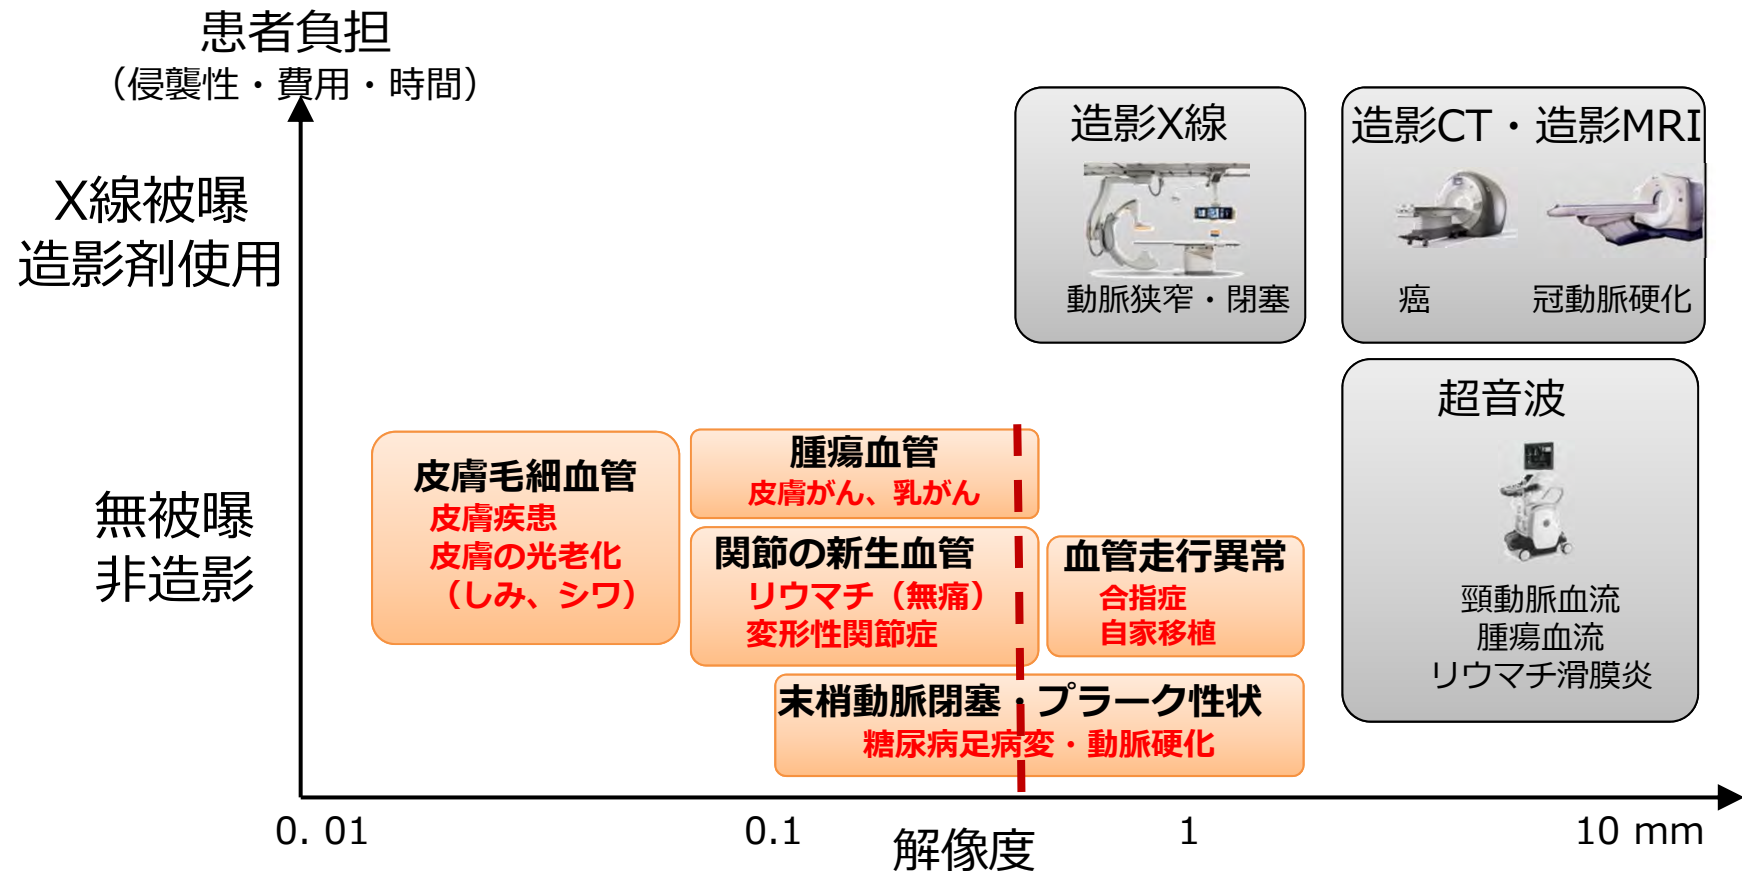 患者負担
（侵襲性・費用・時間）
X線被曝
造影剤使用
無被曝
非造影
造影X線
動脈狭窄・閉塞
造影CT・造影MRI
癌
冠動脈硬化
超音波
頸動脈血流
腫瘍血流
リウマチ滑膜炎
皮膚毛細血管
皮膚疾患
皮膚の光老化
（しみ、シワ）
腫瘍血管
皮膚がん、乳がん
関節の新生血管
リウマチ（無痛）
変形性関節症
血管走行異常
合指症
自家移植
末梢動脈閉塞・プラーク性状
糖尿病足病変・動脈硬化
0. 01
0.1
1
10 mm
解像度